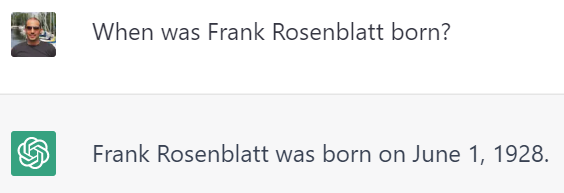 When was Frank Rosenblatt born?
Frank Rosenblatt was born on June 1, 1928.